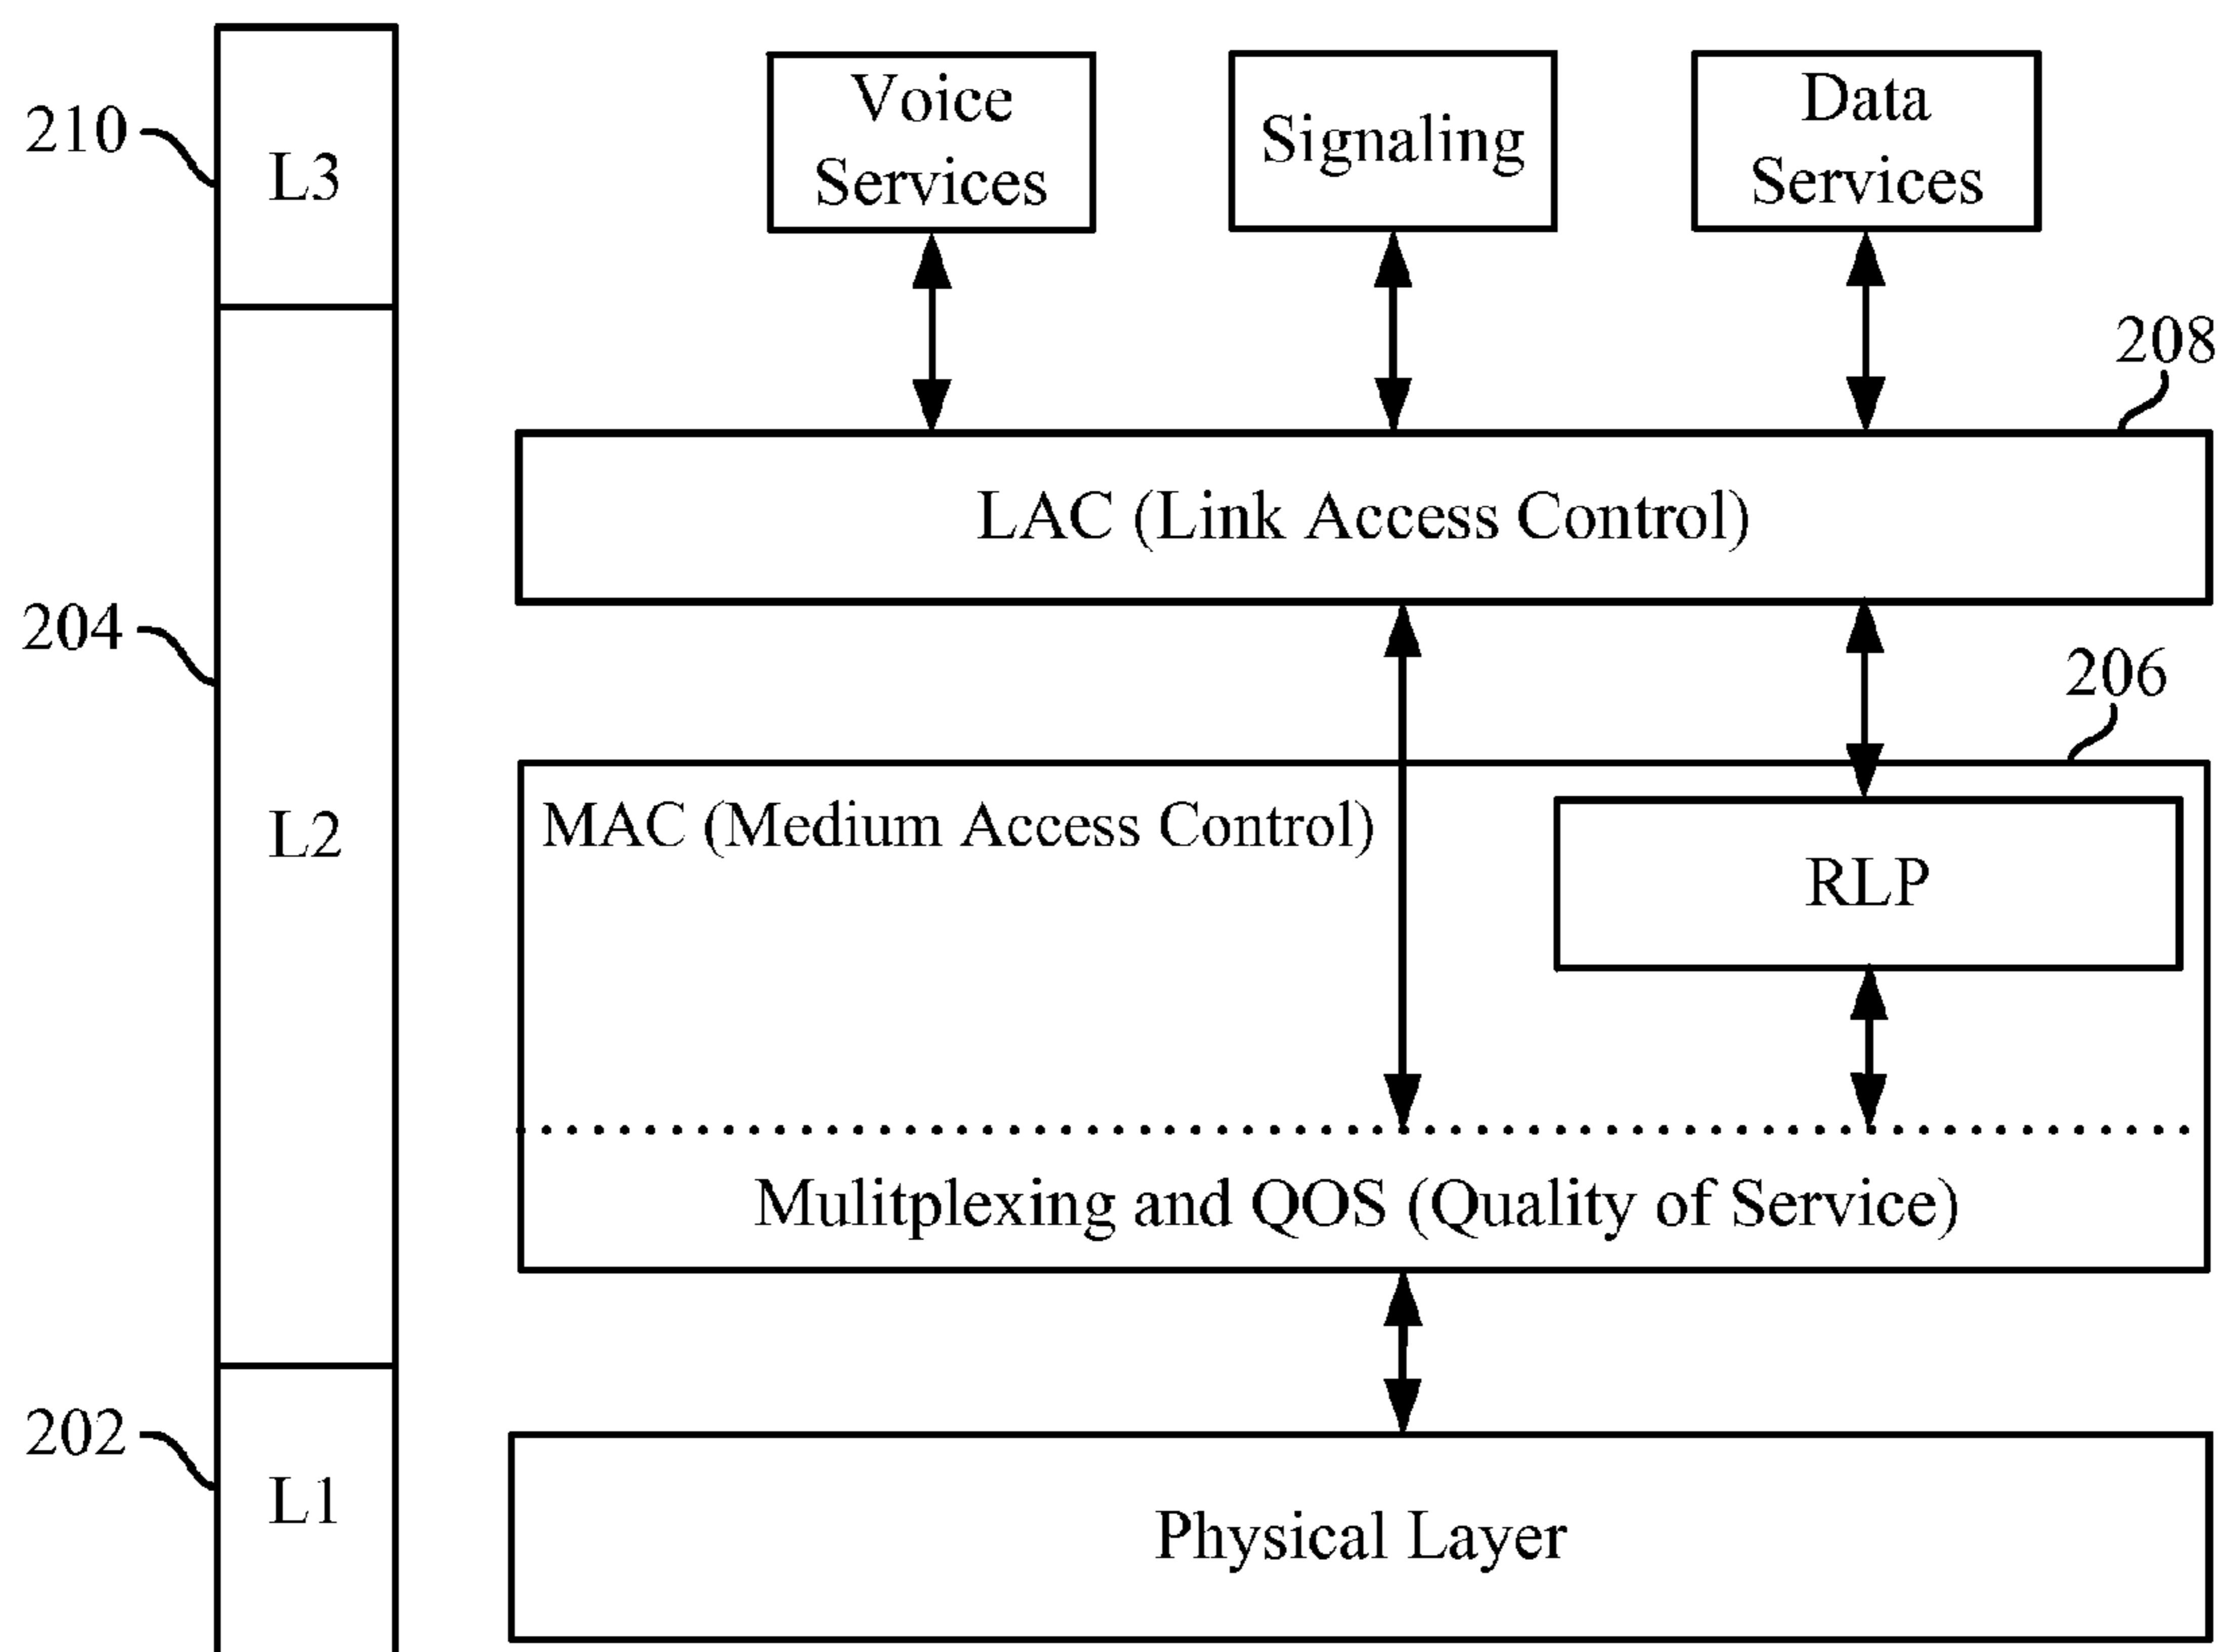 210
L3
Voice
Services
Signaling
Data
Services
208
LAC (Link Access Control)
204
L2
206
MAC (Medium Access Control)
RLP
Mulitplexing and QOS (Quality of Service)
202
L1
Physical Layer